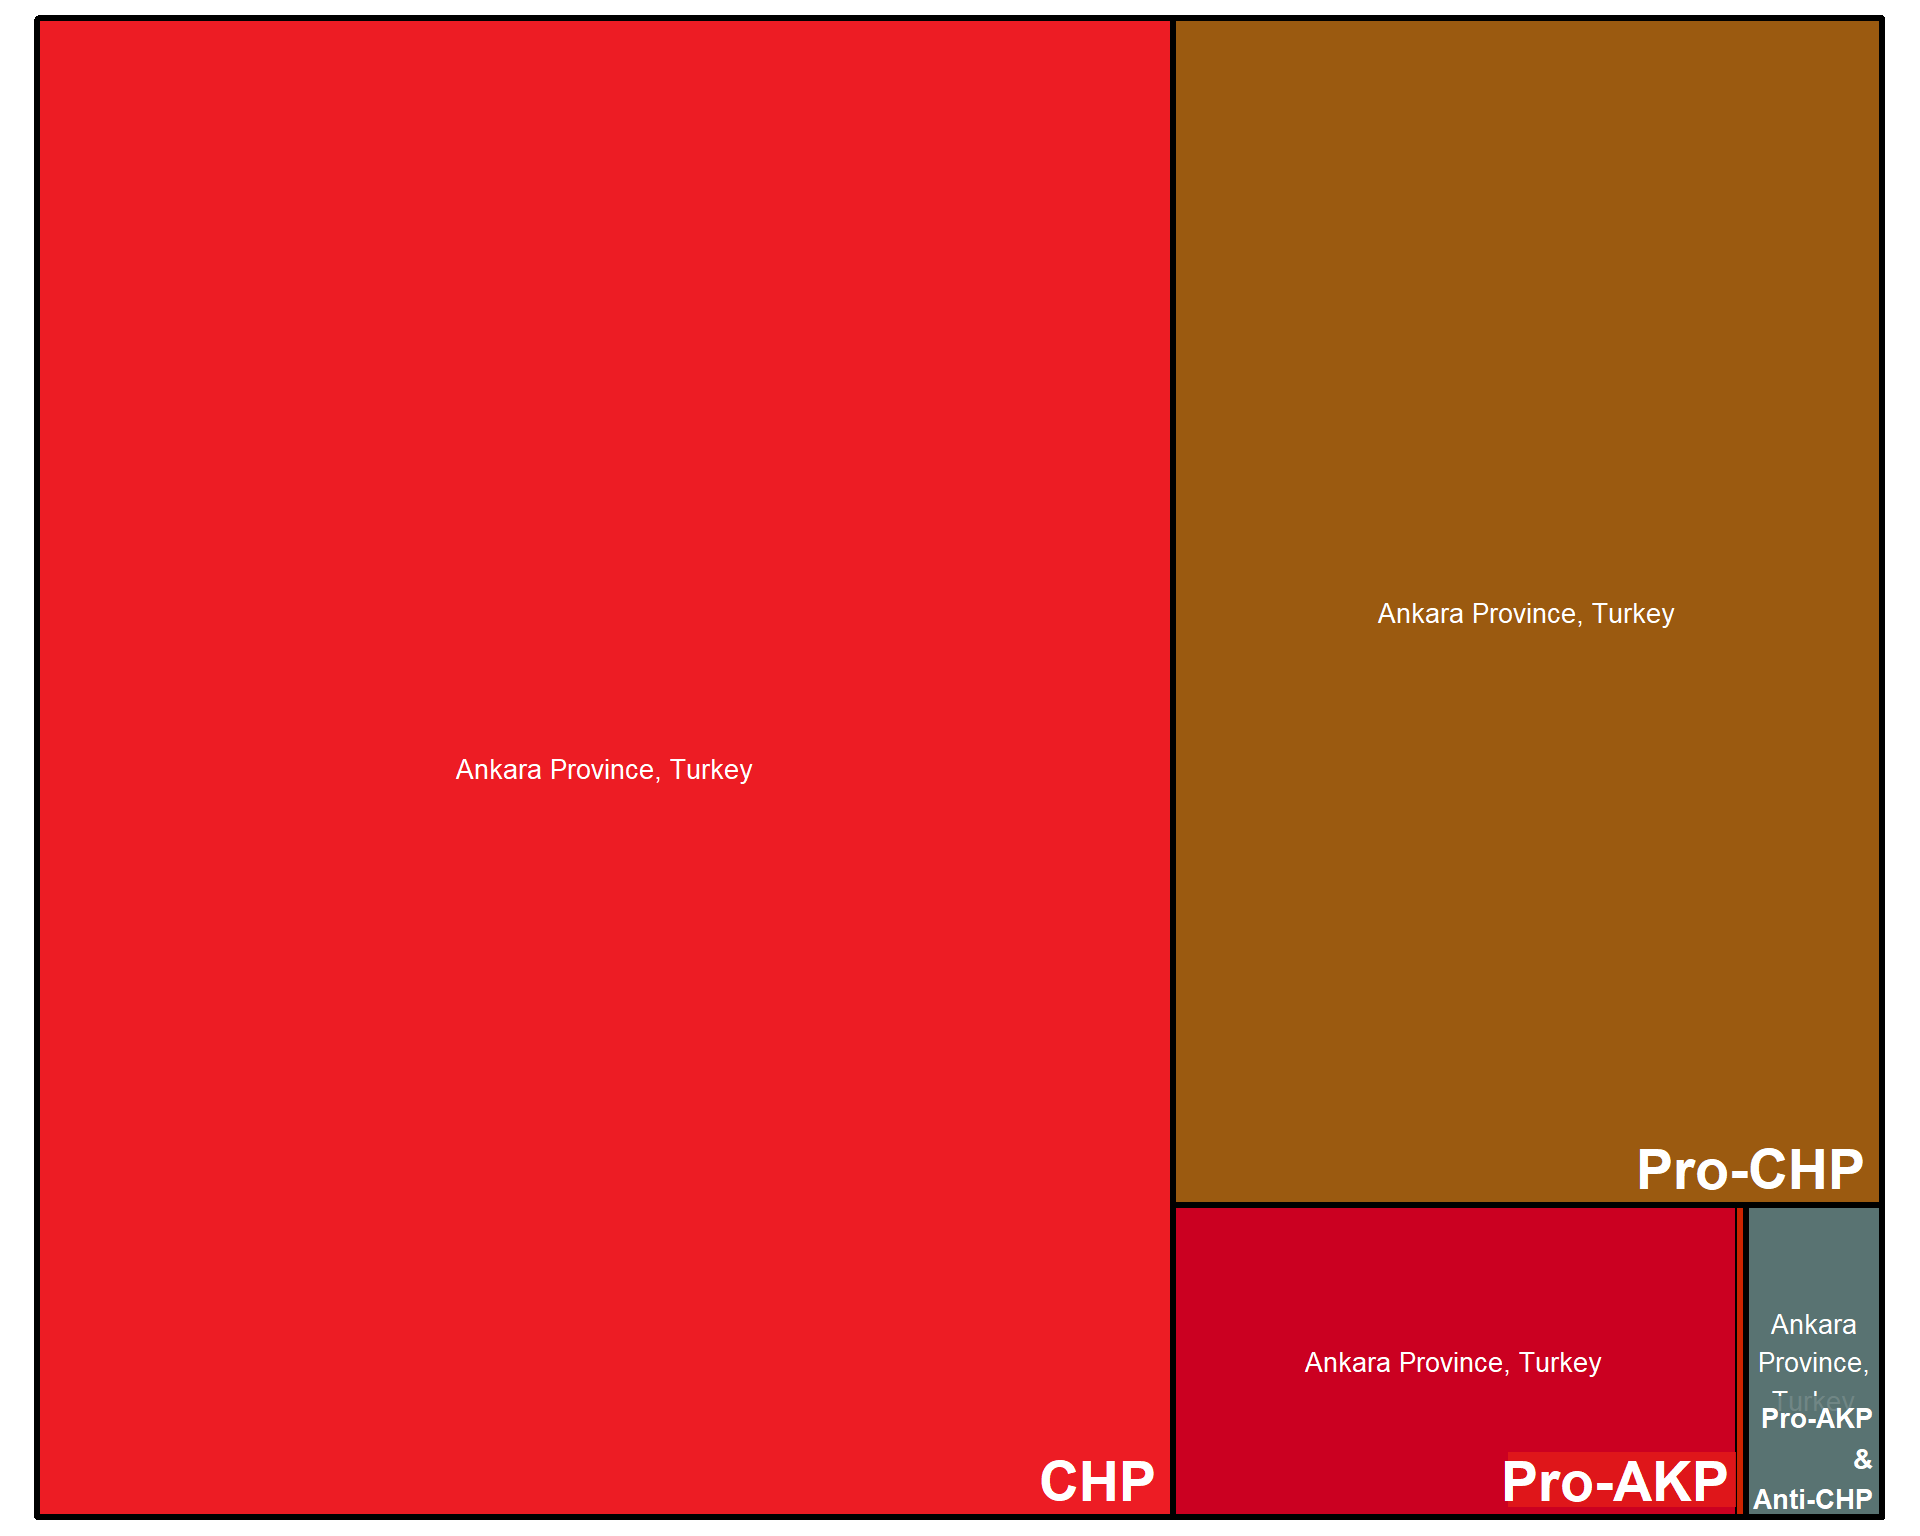 Ankara Province, Turkey
CHP
Ankara Province, Turkey
Pro-CHP
Ankara Province, Turkey
Pro-AKP
Ankara
Province,
Turkey
Pro-AKP
&
Anti-CHP